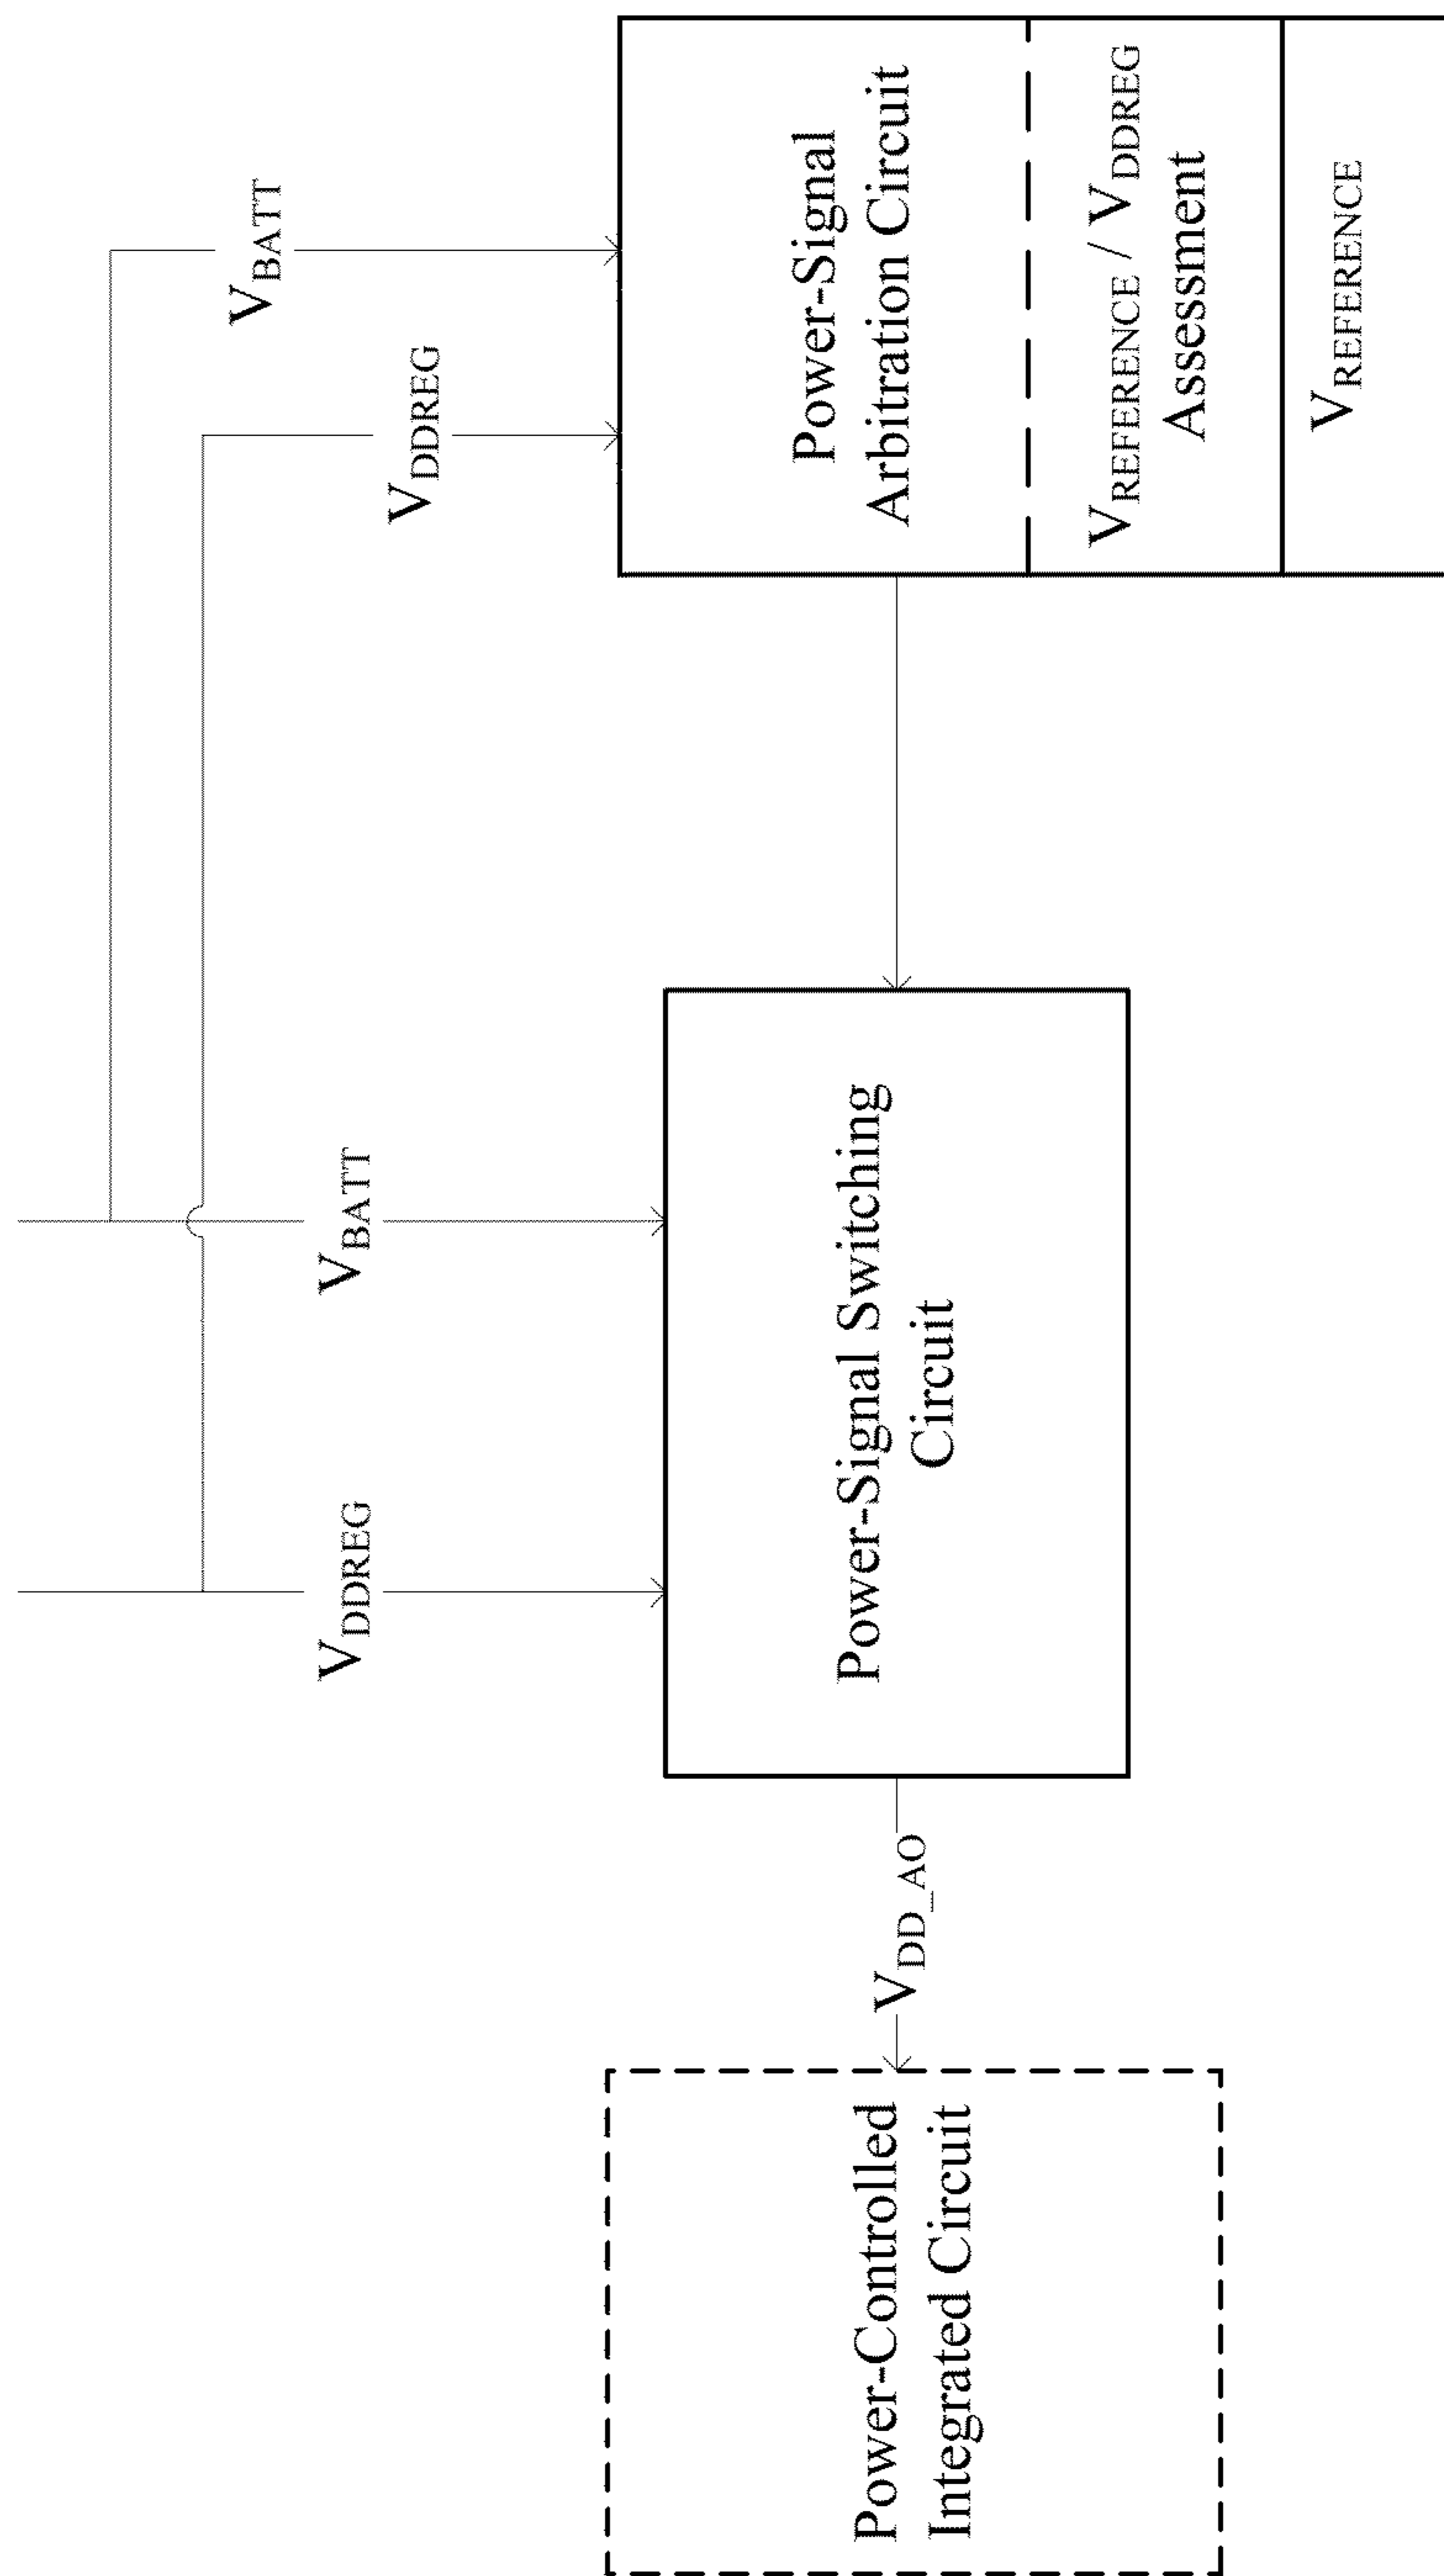 V_BATT
V_DDREG
V_DDREG
V_BATT
Power-Signal
Arbitration Circuit
V_REFERENCE / V_DDREG
Assessment
V_REFERENCE
Power-Signal Switching
Circuit
V_DD_AO
Power-Controlled
Integrated Circuit